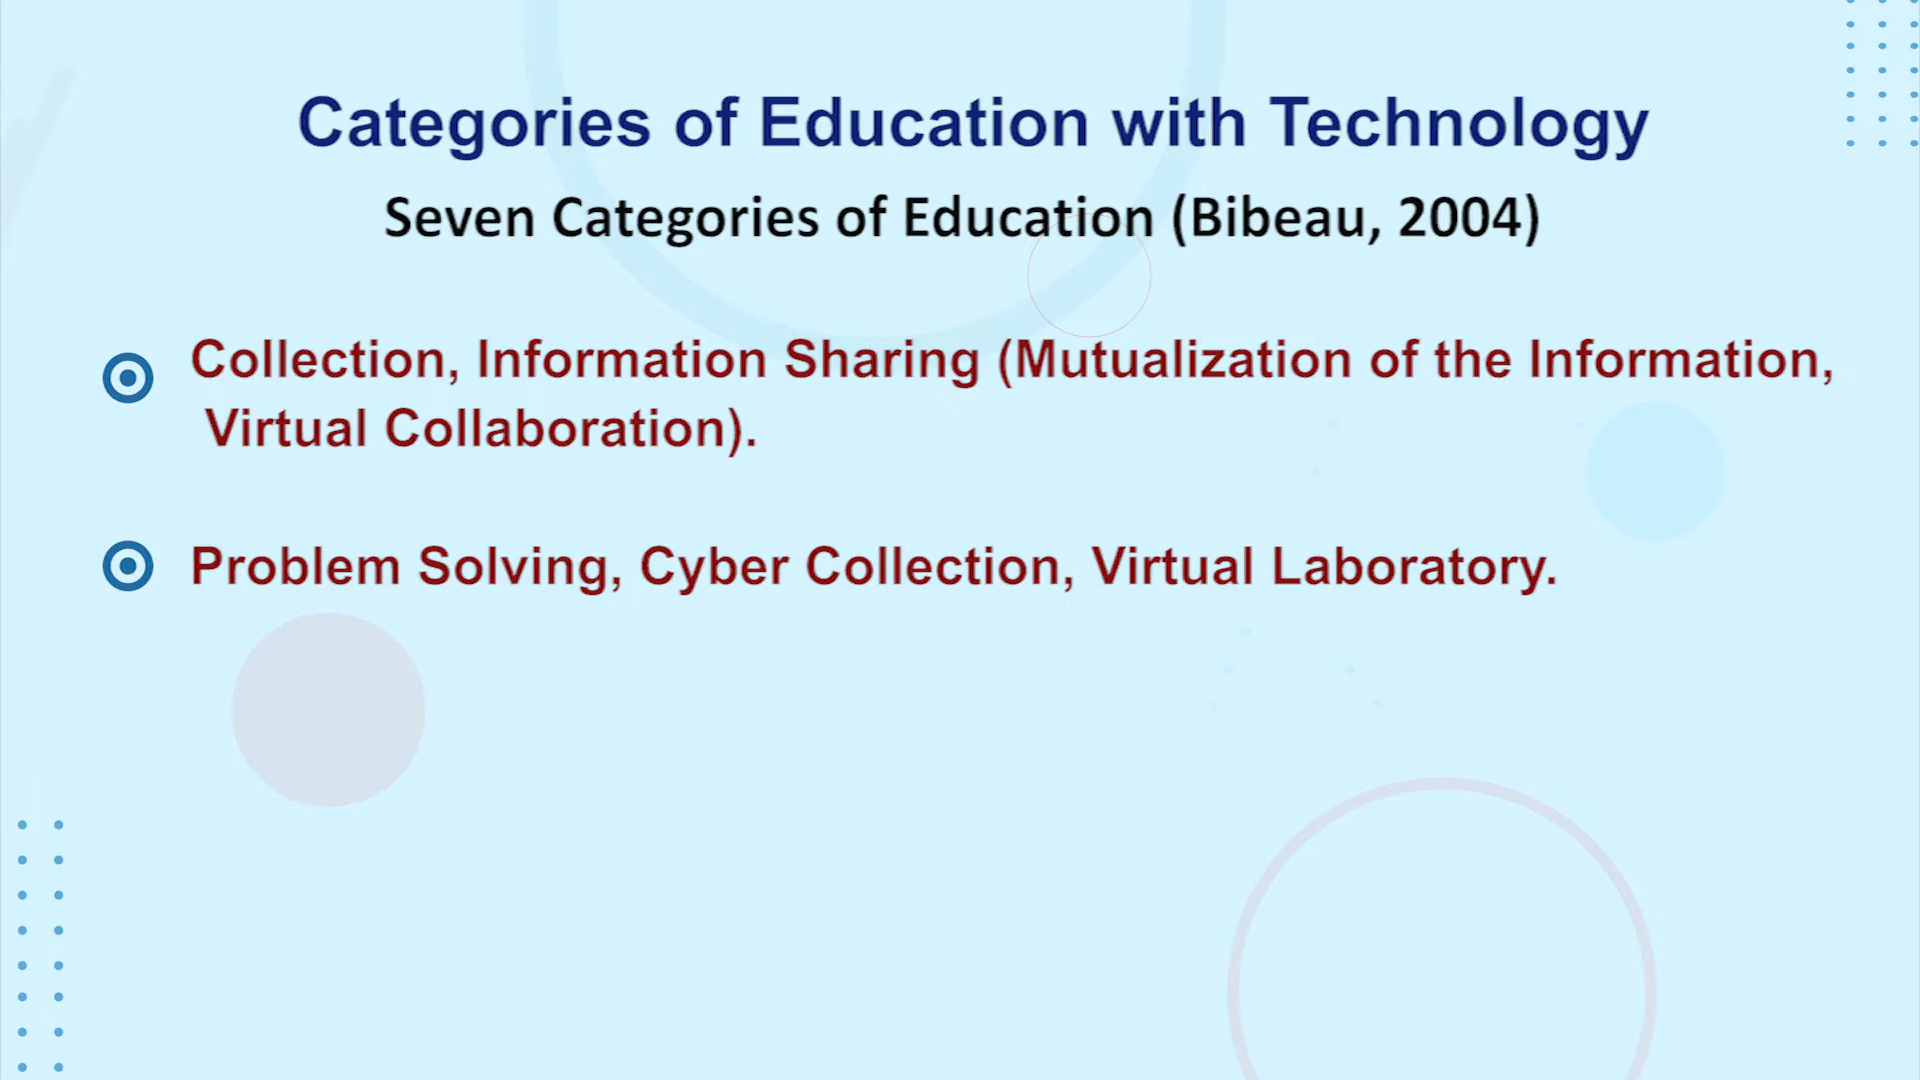 Categories of Education with Technology
Seven Categories of Education (Bibeau, 2004)
Collection, Information Sharing (Mutualization of the Information,
Virtual Collaboration).
Problem Solving, Cyber Collection, Virtual Laboratory.